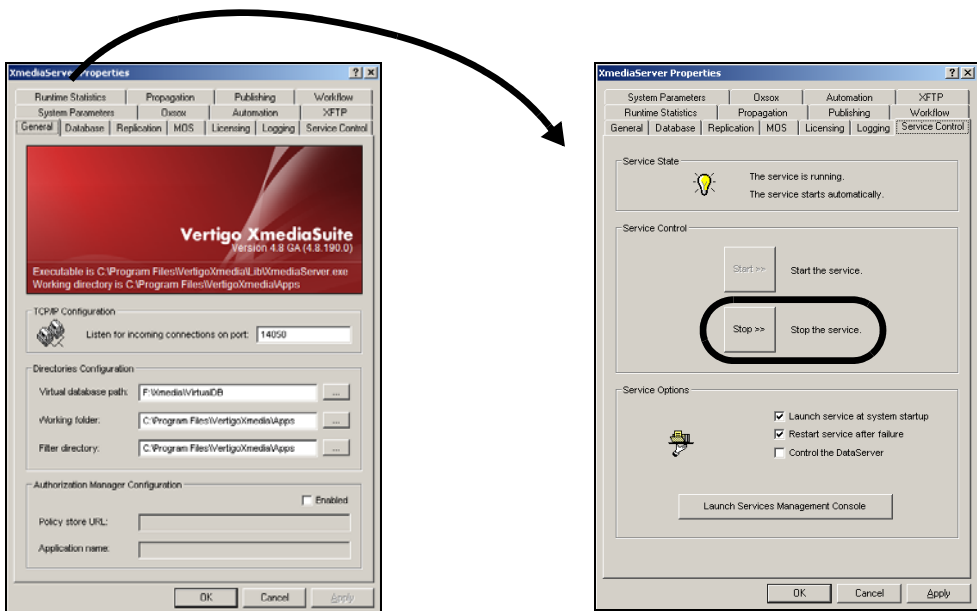 XmediaServer Properties
Runtime Statistics Propagation Publishing Workflow
System Parameters Oxsox Automation XFTP
General Database Replication MOS Licensing Logging Service Control
Vertigo XmediaSuite
Version 4.8 GA (4.8.190.0)
Executable is C:\Program Files\VertigoXmedia\Lib\XmediaServer.exe
Working directory is C:\Program Files\VertigoXmedia\Apps
TCP/IP Configuration
Listen for incoming connections on port: 14050
Directories Configuration
Virtual database path: F:\Xmedia\VirtualDB ...
Working folder: C:\Program Files\VertigoXmedia\Apps ...
Filter directory: C:\Program Files\VertigoXmedia\Apps ...
Authorization Manager Configuration
Enabled
Policy store URL:
Application name:
OK Cancel Apply
XmediaServer Properties
System Parameters Oxsox Automation XFTP
Runtime Statistics Propagation Publishing Workflow
General Database Replication MOS Licensing Logging Service Control
Service State
The service is running.
The service starts automatically.
Service Control
Start >> Start the service.
Stop >> Stop the service.
Service Options
Launch service at system startup
Restart service after failure
Control the DataServer
Launch Services Management Console
OK Cancel Apply